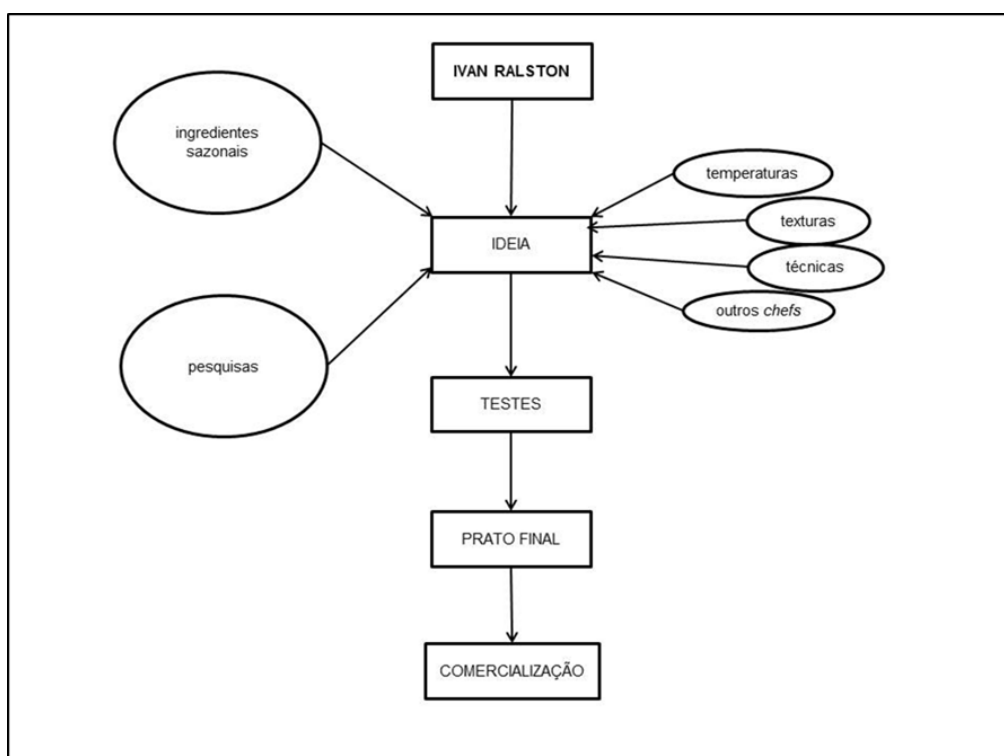 IVAN RALSTON
ingredientes
sazonais
temperaturas
texturas
IDEIA
técnicas
outros chefs
pesquisas
TESTES
PRATO FINAL
COMERCIALIZAÇÃO